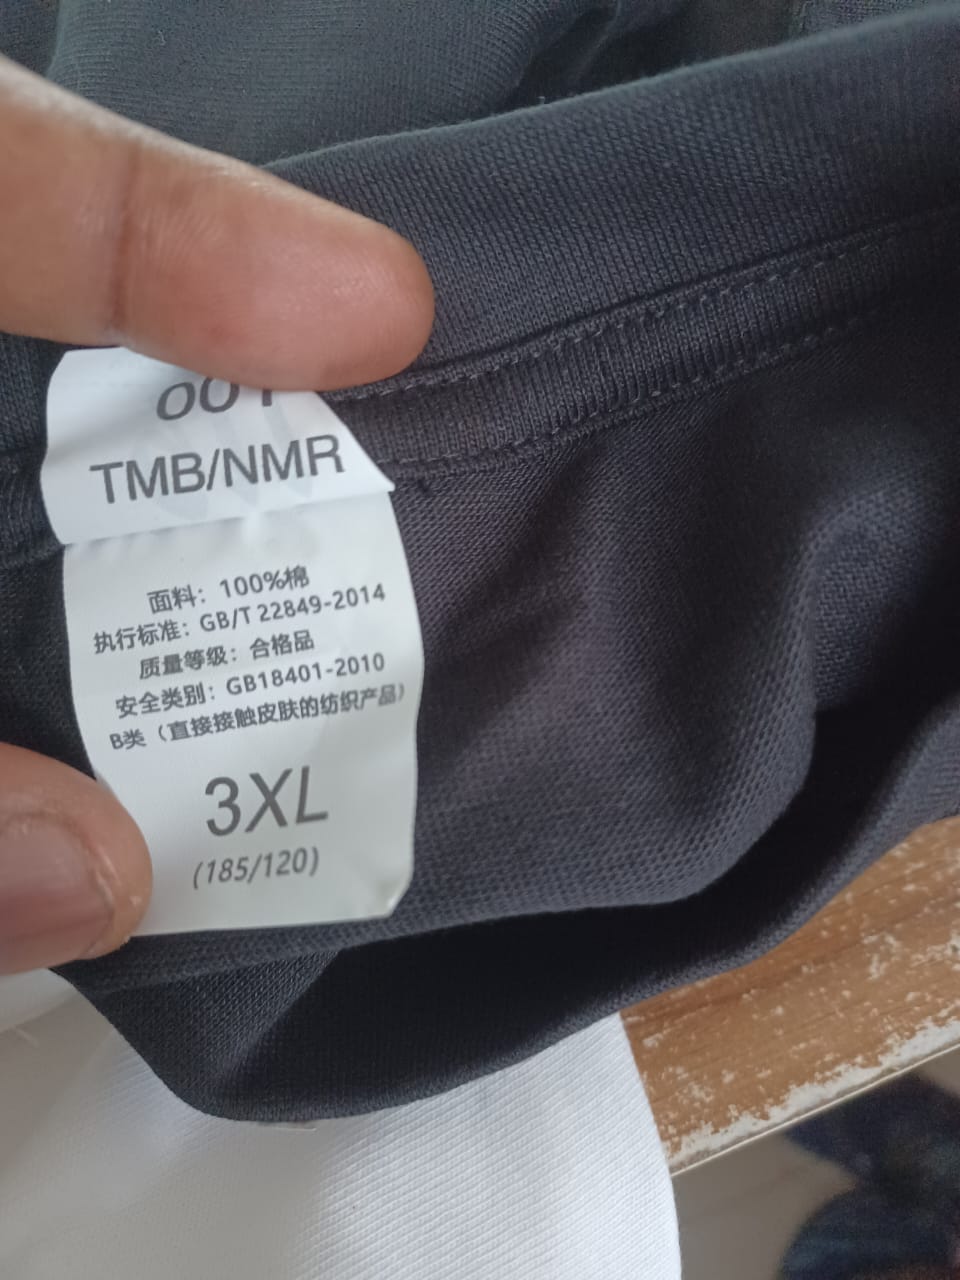 TMB/NMR
面料：100%棉
执行标准：GB/T 22849-2014
质量等级：合格品
安全类别：GB18401-2010
B类（直接接触皮肤的纺织产品）
3XL
(185/120)